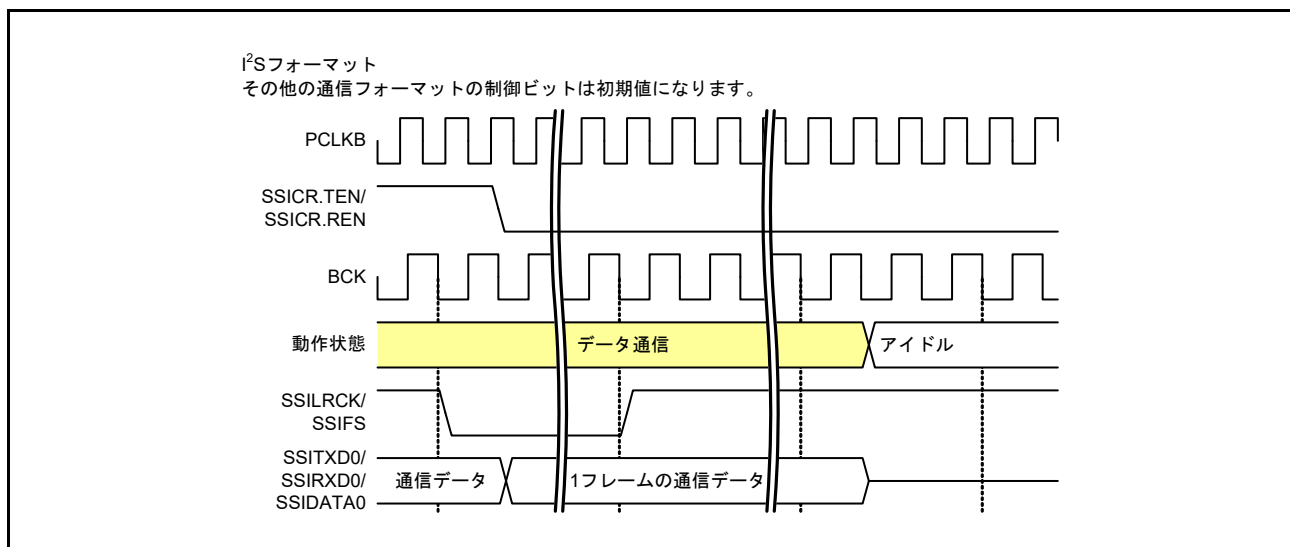 I²Sフォーマット
その他の通信フォーマットの制御ビットは初期値になります。
PCLKB
SSICR.TEN/
SSICR.REN
BCK
動作状態
データ通信
アイドル
SSILRCK/
SSIFS
SSITXD0/
SSIRXD0/
SSIDATA0
通信データ
1フレームの通信データ